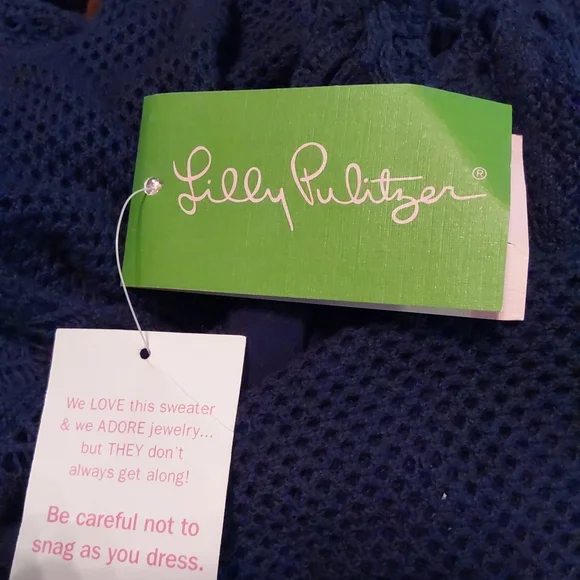 Lilly Pulitzer®
We LOVE this sweater
& we ADORE jewelry...
but THEY don't
always get along!
Be careful not to
snag as you dress.